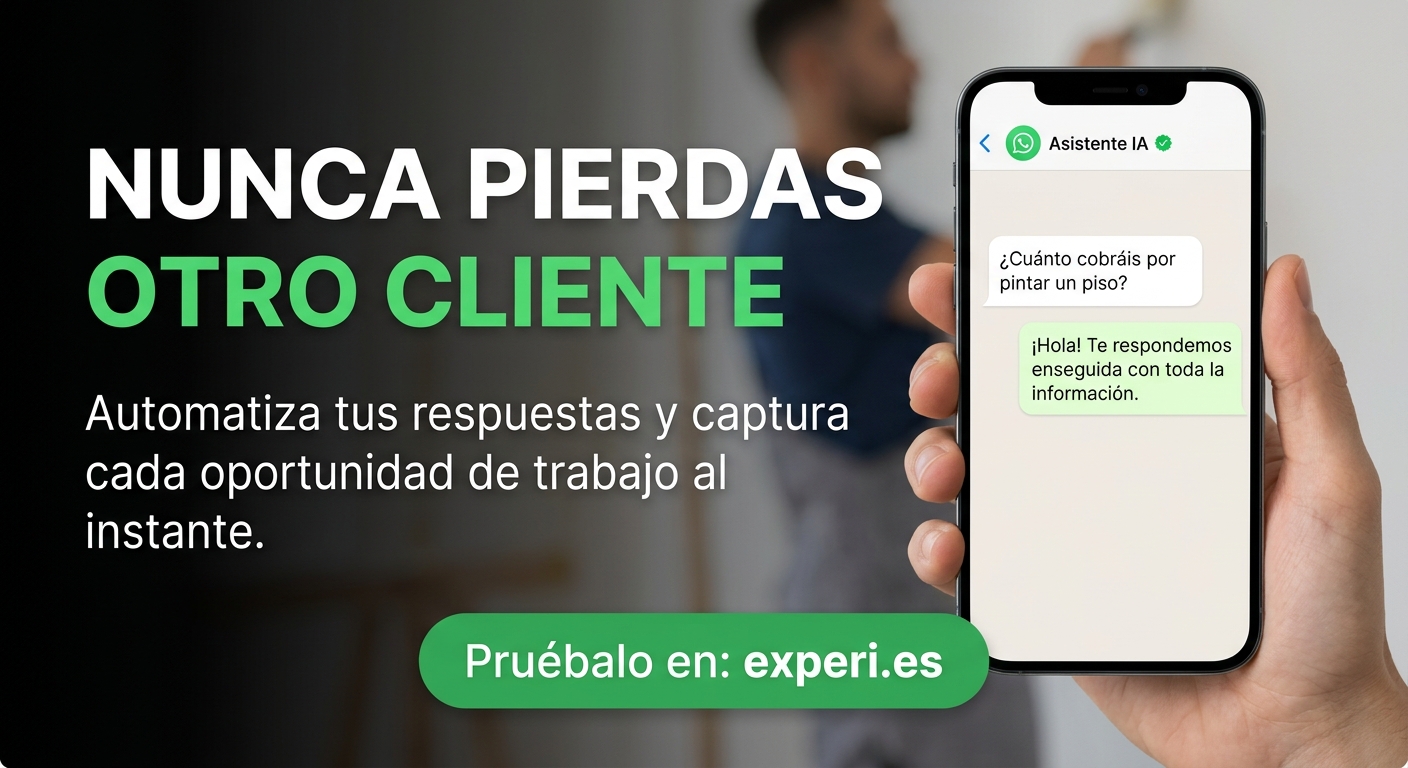 NUNCA PIERDAS
OTRO CLIENTE
Automatiza tus respuestas y captura
cada oportunidad de trabajo al
instante.
Pruébalo en: experi.es
Asistente IA
¿Cuánto cobráis por
pintar un piso?
¡Hola! Te respondemos
enseguida con toda la
información.